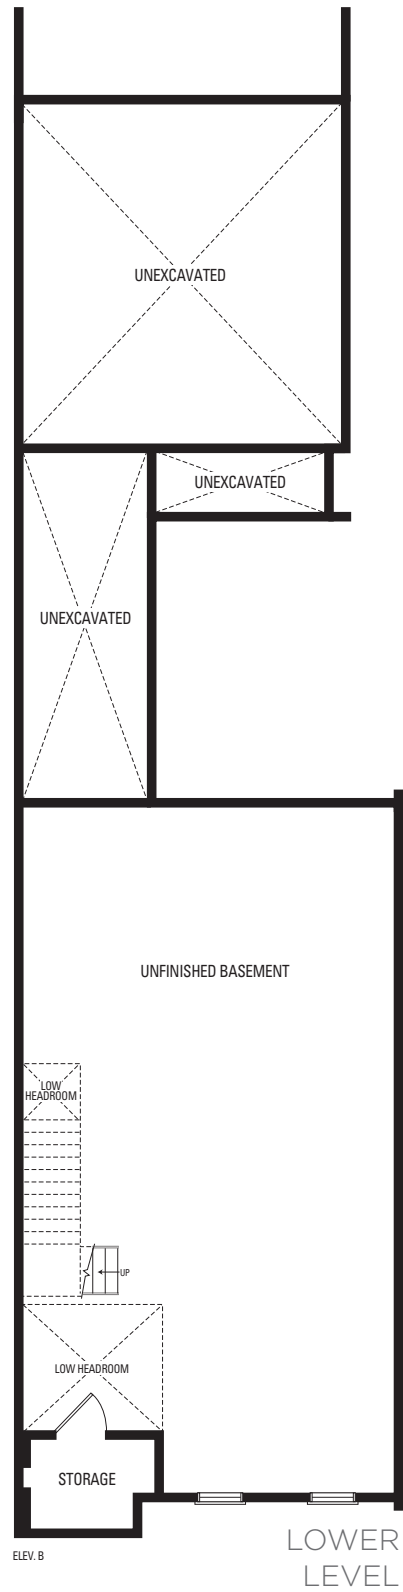 UNEXCAVATED
UNEXCAVATED
UNEXCAVATED
UNFINISHED BASEMENT
LOW
HEADROOM
UP
LOW HEADROOM
STORAGE
ELEV. B
LOWER
LEVEL